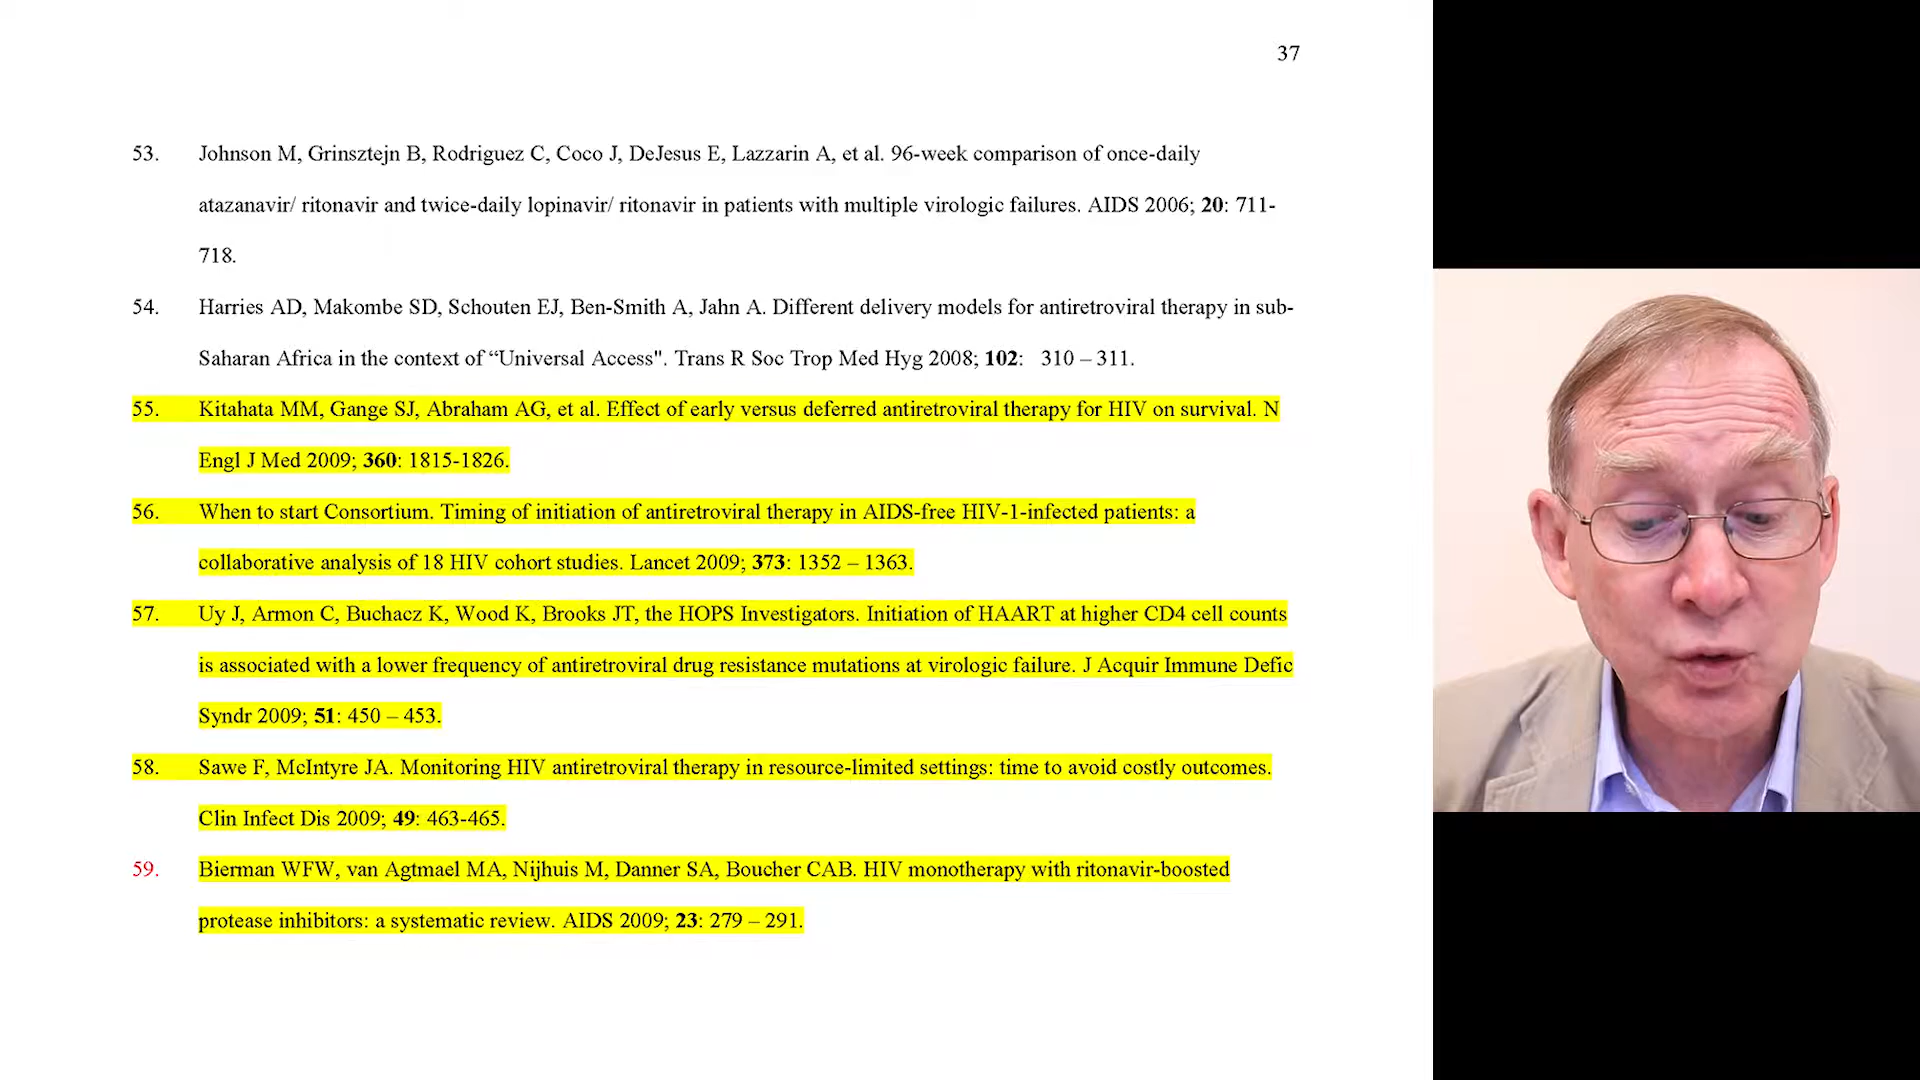 37
53. Johnson M, Grinsztejn B, Rodriguez C, Coco J, DeJesus E, Lazzarin A, et al. 96-week comparison of once-daily
atazanavir/ ritonavir and twice-daily lopinavir/ ritonavir in patients with multiple virologic failures. AIDS 2006; 20: 711-
718.
54. Harries AD, Makombe SD, Schouten EJ, Ben-Smith A, Jahn A. Different delivery models for antiretroviral therapy in sub-
Saharan Africa in the context of “Universal Access". Trans R Soc Trop Med Hyg 2008; 102: 310 – 311.
55. Kitahata MM, Gange SJ, Abraham AG, et al. Effect of early versus deferred antiretroviral therapy for HIV on survival. N
Engl J Med 2009; 360: 1815-1826.
56. When to start Consortium. Timing of initiation of antiretroviral therapy in AIDS-free HIV-1-infected patients: a
collaborative analysis of 18 HIV cohort studies. Lancet 2009; 373: 1352 – 1363.
57. Uy J, Armon C, Buchacz K, Wood K, Brooks JT, the HOPS Investigators. Initiation of HAART at higher CD4 cell counts
is associated with a lower frequency of antiretroviral drug resistance mutations at virologic failure. J Acquir Immune Defic
Syndr 2009; 51: 450 – 453.
58. Sawe F, McIntyre JA. Monitoring HIV antiretroviral therapy in resource-limited settings: time to avoid costly outcomes.
Clin Infect Dis 2009; 49: 463-465.
59. Bierman WFW, van Agtmael MA, Nijhuis M, Danner SA, Boucher CAB. HIV monotherapy with ritonavir-boosted
protease inhibitors: a systematic review. AIDS 2009; 23: 279 – 291.